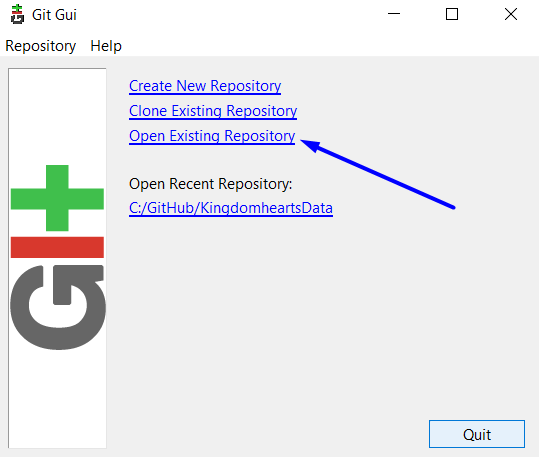 Git Gui
Repository Help
Create New Repository
Clone Existing Repository
Open Existing Repository
Open Recent Repository:
C:/GitHub/KingdomheartsData
GIt
Quit